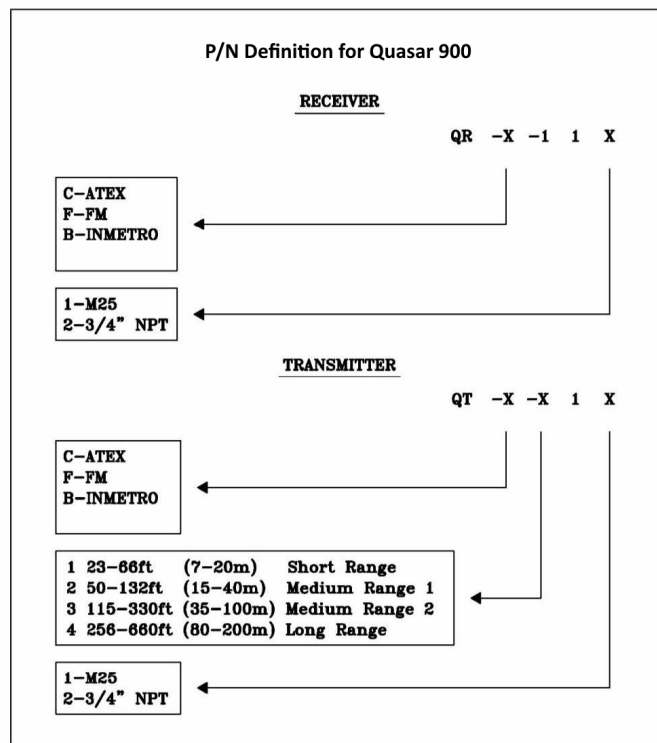 P/N Definition for Quasar 900
RECEIVER
QR -X -1 1 X
C-ATEX
F-FM
B-INMETRO
1-M25
2-3/4" NPT
TRANSMITTER
QT -X -X 1 X
C-ATEX
F-FM
B-INMETRO
1 23-66ft (7-20m) Short Range
2 50-132ft (15-40m) Medium Range 1
3 115-330ft (35-100m) Medium Range 2
4 256-660ft (80-200m) Long Range
1-M25
2-3/4" NPT